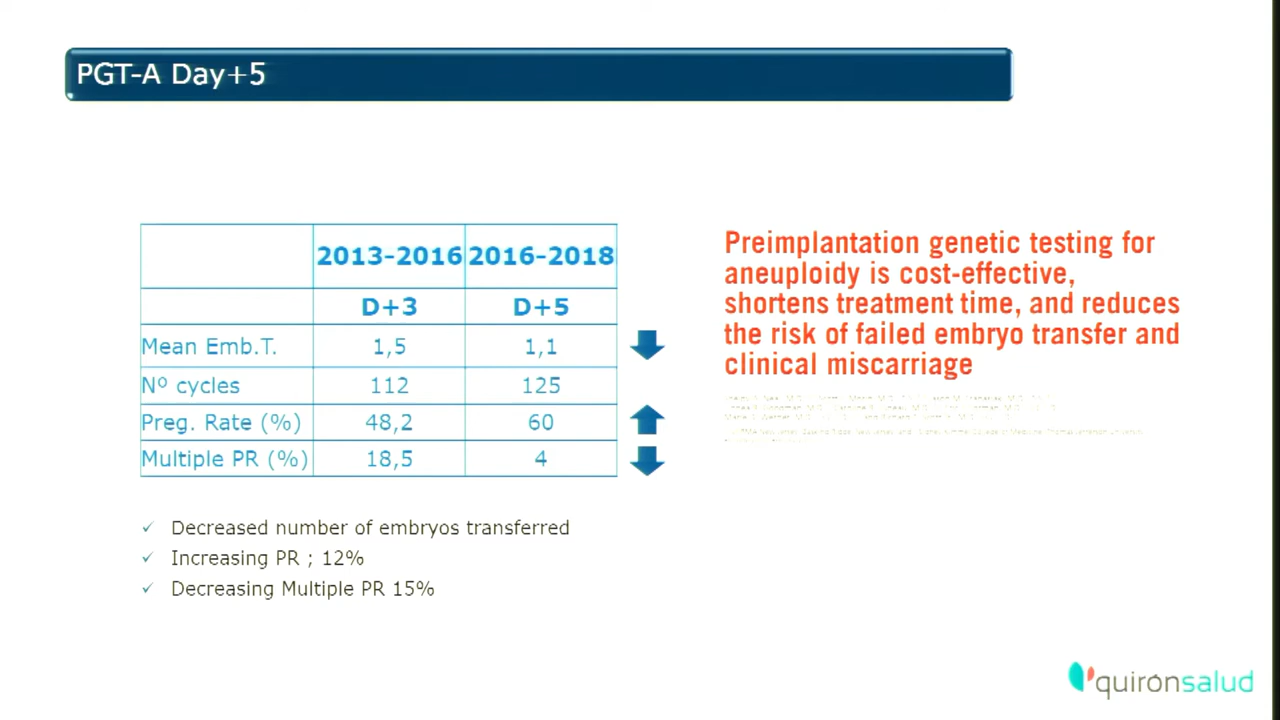 PGT-A Day+5
2013-2016 2016-2018
D+3 D+5
Mean Emb.T. 1,5 1,1
Nº cycles 112 125
Preg. Rate (%) 48,2 60
Multiple PR (%) 18,5 4
Preimplantation genetic testing for
aneuploidy is cost-effective,
shortens treatment time, and reduces
the risk of failed embryo transfer and
clinical miscarriage
✓ Decreased number of embryos transferred
✓ Increasing PR ; 12%
✓ Decreasing Multiple PR 15%
quirónsalud